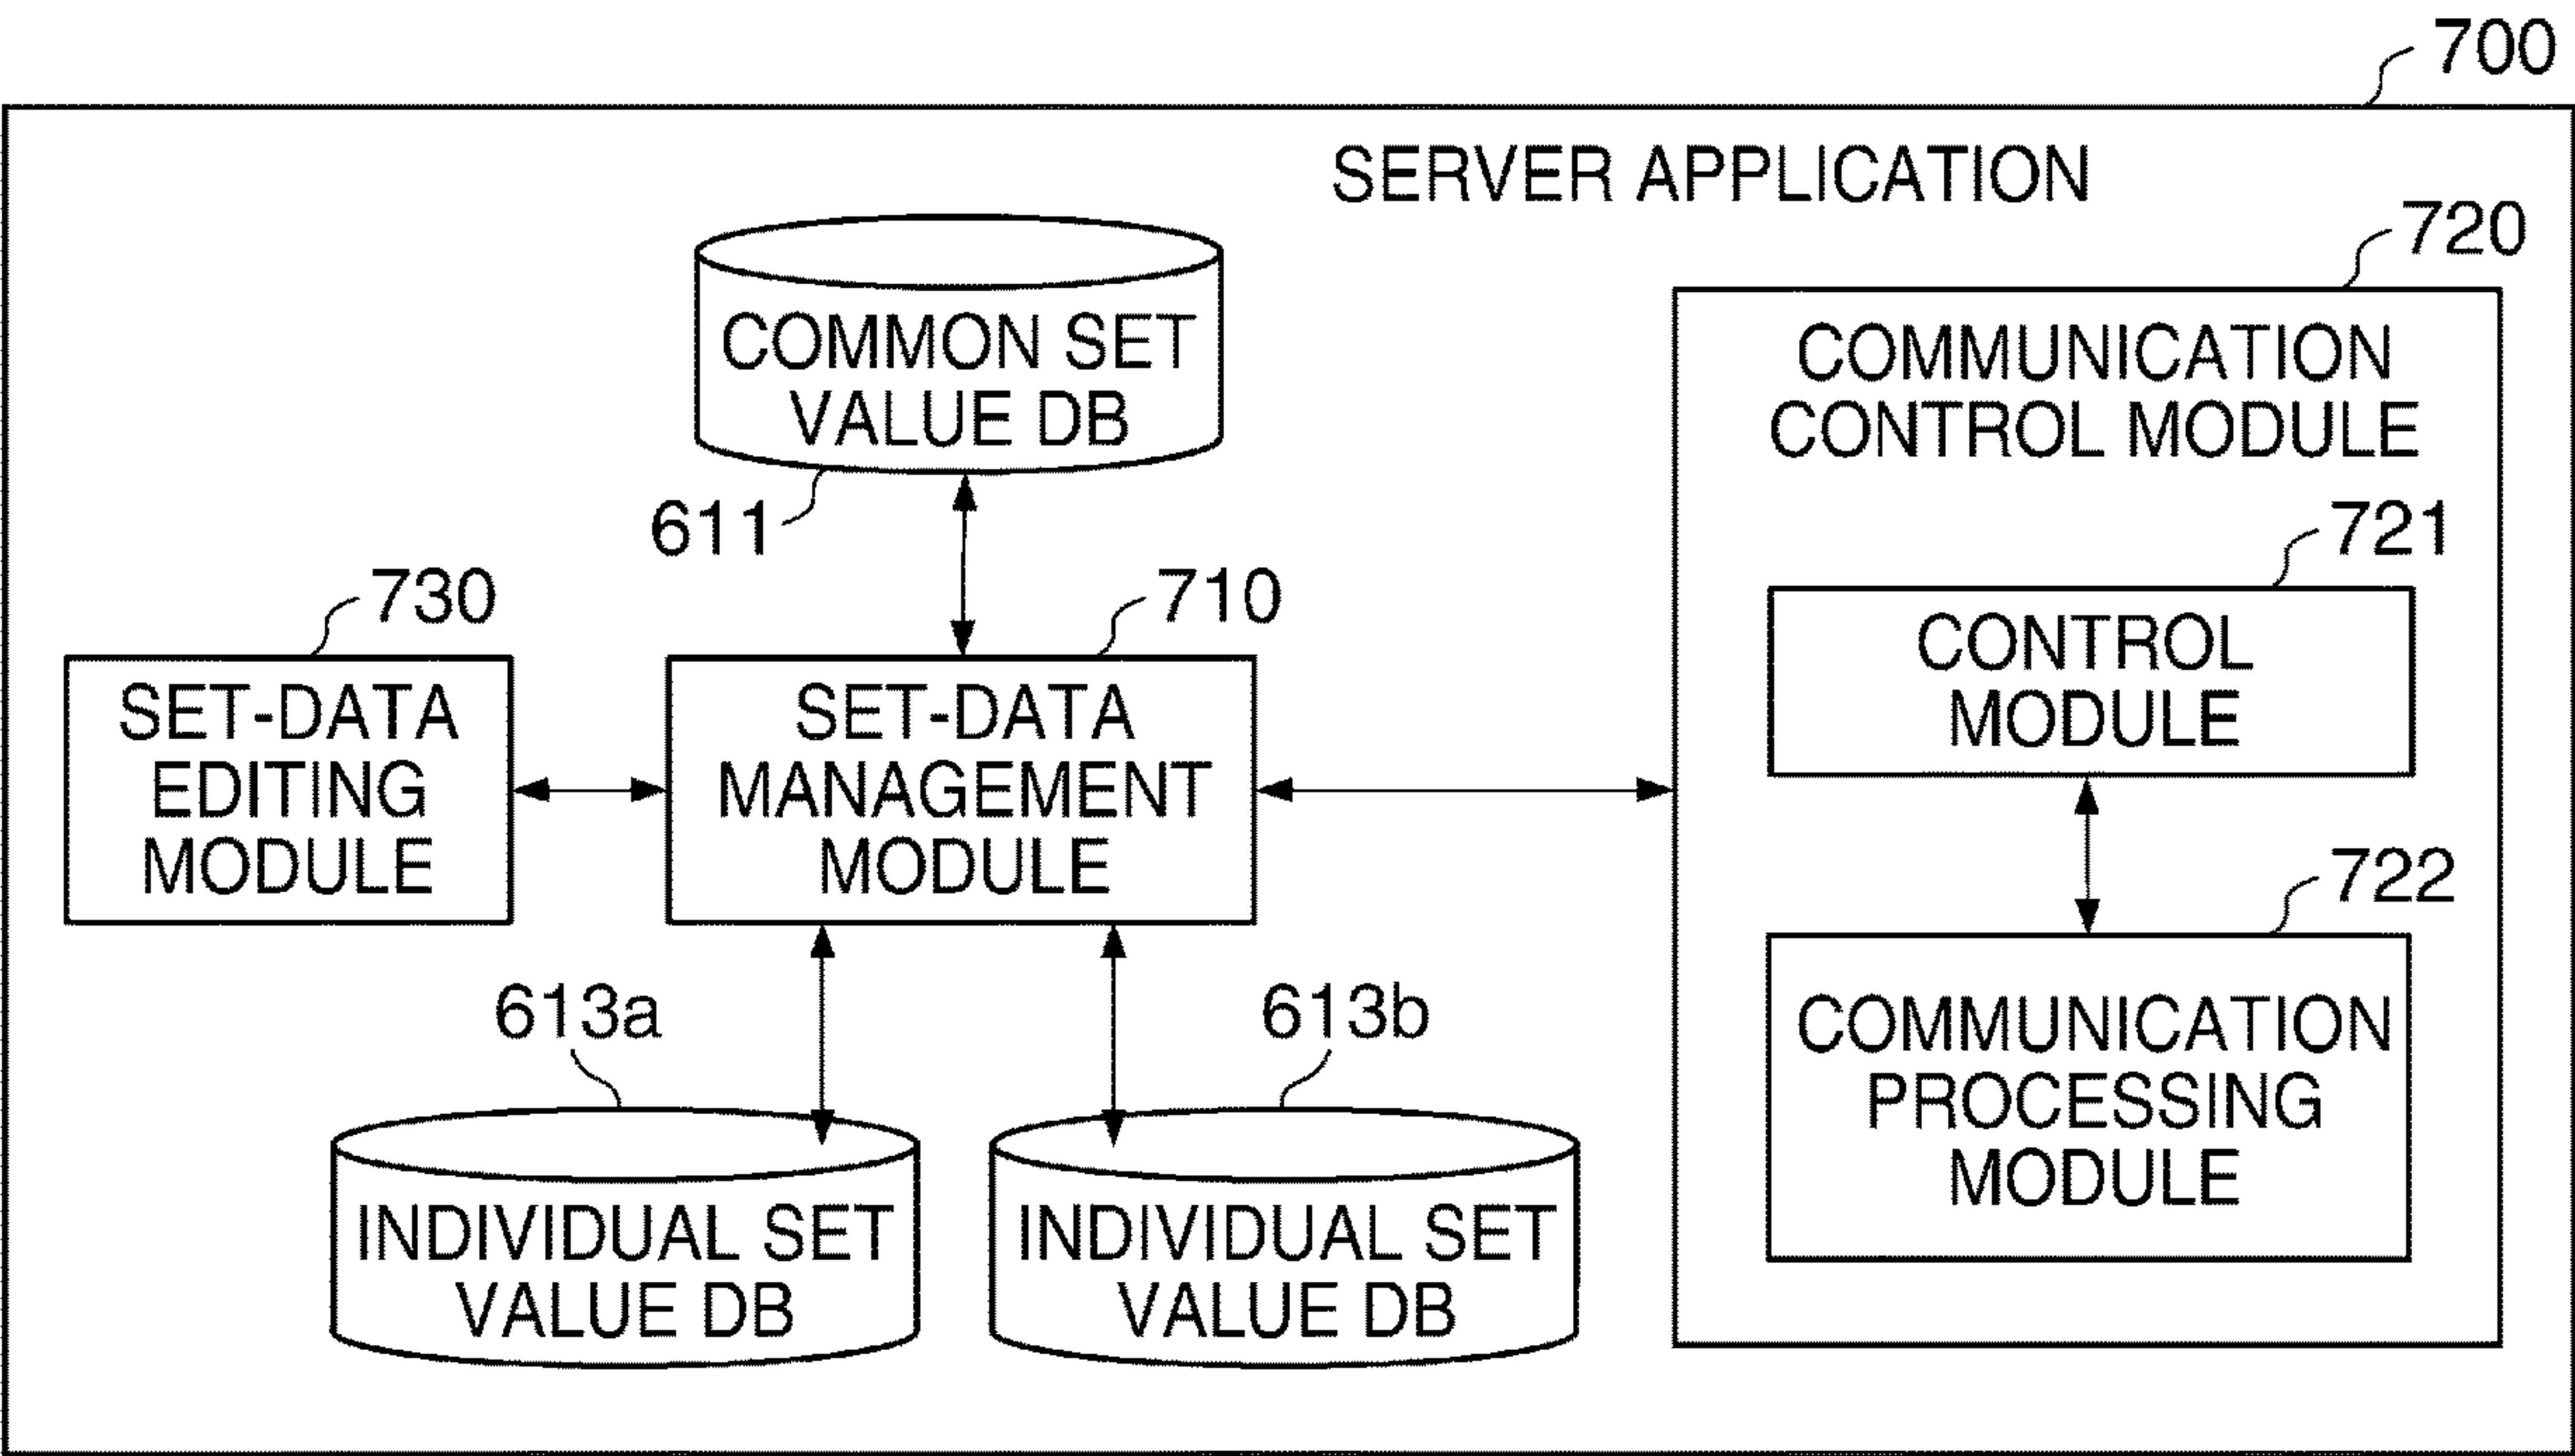 700
SERVER APPLICATION
720
COMMON SET
VALUE DB
611
COMMUNICATION
CONTROL MODULE
721
CONTROL
MODULE
730
SET-DATA
EDITING
MODULE
710
SET-DATA
MANAGEMENT
MODULE
722
COMMUNICATION
PROCESSING
MODULE
613a
INDIVIDUAL SET
VALUE DB
613b
INDIVIDUAL SET
VALUE DB